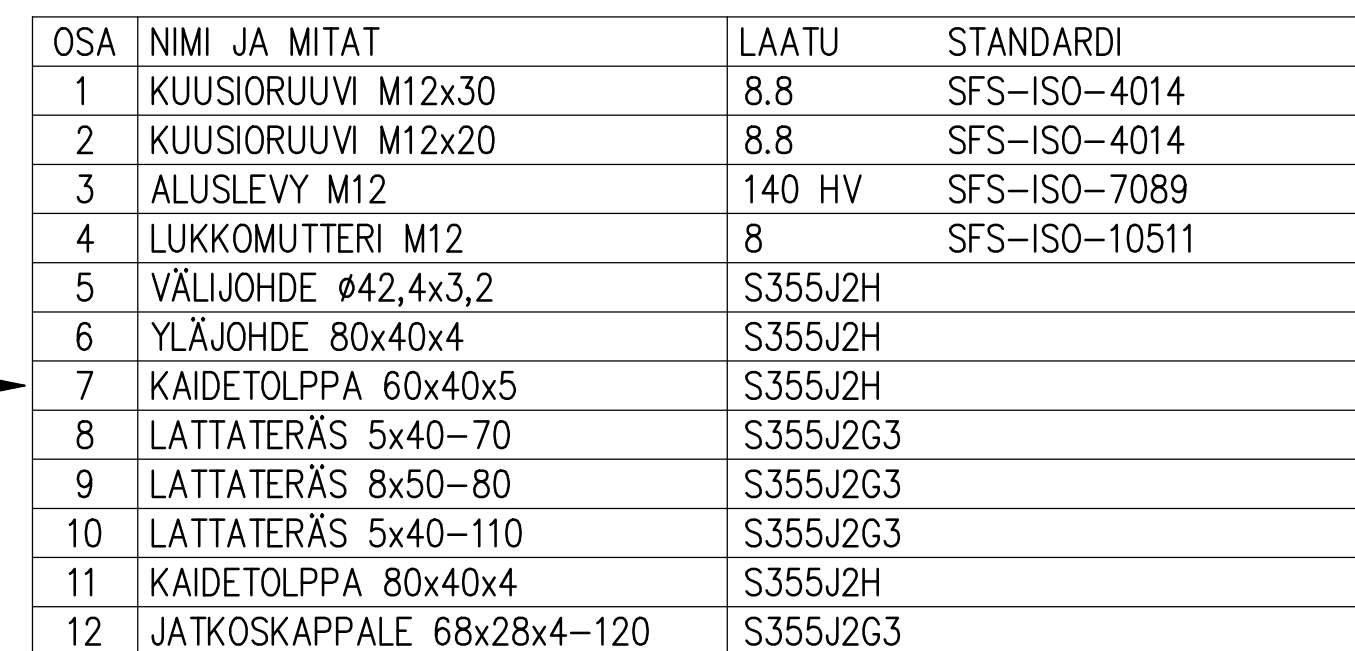 OSA NIMI JA MITAT LAATU STANDARDI
1 KUUSIORUUVI M12x30 8.8 SFS-ISO-4014
2 KUUSIORUUVI M12x20 8.8 SFS-ISO-4014
3 ALUSLEVY M12 140 HV SFS-ISO-7089
4 LUKKOMUTTERI M12 8 SFS-ISO-10511
5 VÄLIJOHDE ø42,4x3,2 S355J2H
6 YLÄJOHDE 80x40x4 S355J2H
7 KAIDETOLPPA 60x40x5 S355J2H
8 LATTATERÄS 5x40-70 S355J2G3
9 LATTATERÄS 8x50-80 S355J2G3
10 LATTATERÄS 5x40-110 S355J2G3
11 KAIDETOLPPA 80x40x4 S355J2H
12 JATKOSKAPPALE 68x28x4-120 S355J2G3